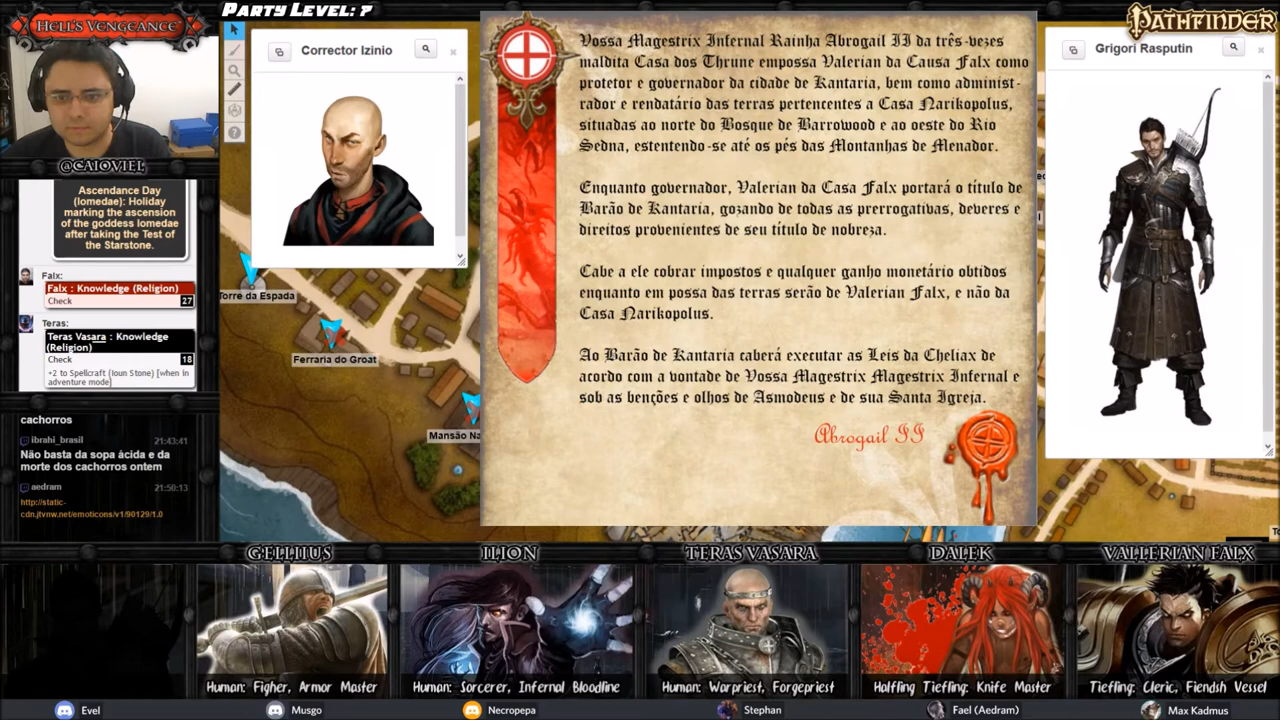 Party Level: 7
Hell's Vengeance
Pathfinder
@CAIOVIEL
Ascendance Day
(Iomedae): Holiday
marking the ascension
of the goddess Iomedae
after taking the Test of
the Starstone.
Falx:
Falx : Knowledge (Religion)
Check 27
Teras:
Teras Vasara : Knowledge
(Religion)
Check 18
+2 to Spellcraft (Ioun Stone) [when in
adventure mode]
cachorros
ibrahi_brasil 21:43:41
Não basta da sopa ácida e da
morte dos cachorros ontem
aedram 21:50:13
http://static-
cdn.jtvnw.net/emoticons/v1/90129/1.0
Corrector Izinio
Torre da Espada
Ferraria do Groat
Mansão Na
Vossa Magestrix Infernal Rainha Abrogail II da três-vezes
maldita Casa dos Thrune empossa Valerian da Causa Falx como
protetor e governador da cidade de Kantaria, bem como administ-
rador e rendatário das terras pertencentes a Casa Narikopolus,
situadas ao norte do Bosque de Barrowood e ao oeste do Rio
Sedna, estentendo-se até os pés das Montanhas de Menador.
Enquanto governador, Valerian da Casa Falx portará o título de
Barão de Kantaria, gozando de todas as prerrogativas, deveres e
direitos provenientes de seu título de nobreza.
Cabe a ele cobrar impostos e qualquer ganho monetário obtidos
enquanto em possa das terras serão de Valerian Falx, e não da
Casa Narikopolus.
Ao Barão de Kantaria caberá executar as Leis da Cheliax de
acordo com a vontade de Vossa Magestrix Magestrix Infernal e
sob as benções e olhos de Asmodeus e de sua Santa Igreja.
Abrogail II
Grigori Rasputin
GELLIUS
ILION
TERAS VASARA
DALEK
VALLERIAN FALX
Human: Figher, Armor Master
Human: Sorcerer, Infernal Bloodline
Human: Warpriest, Forgepriest
Halfling Tiefling: Knife Master
Tiefling: Cleric, Fiendsh Vessel
Evel
Musgo
Necropepa
Stephan
Fael (Aedram)
Max Kadmus